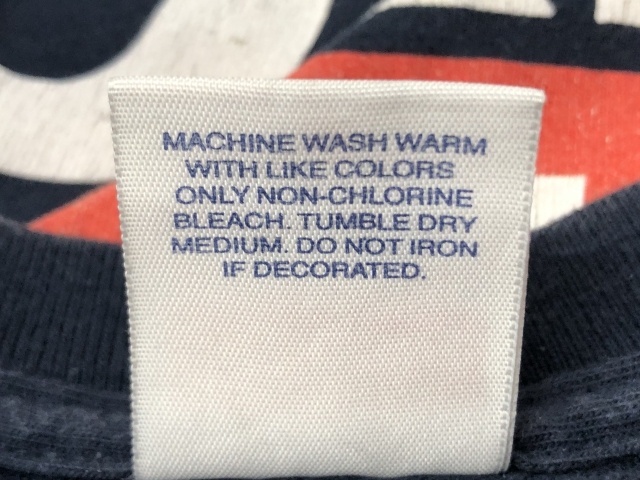 MACHINE WASH WARM
WITH LIKE COLORS
ONLY NON-CHLORINE
BLEACH. TUMBLE DRY
MEDIUM. DO NOT IRON
IF DECORATED.